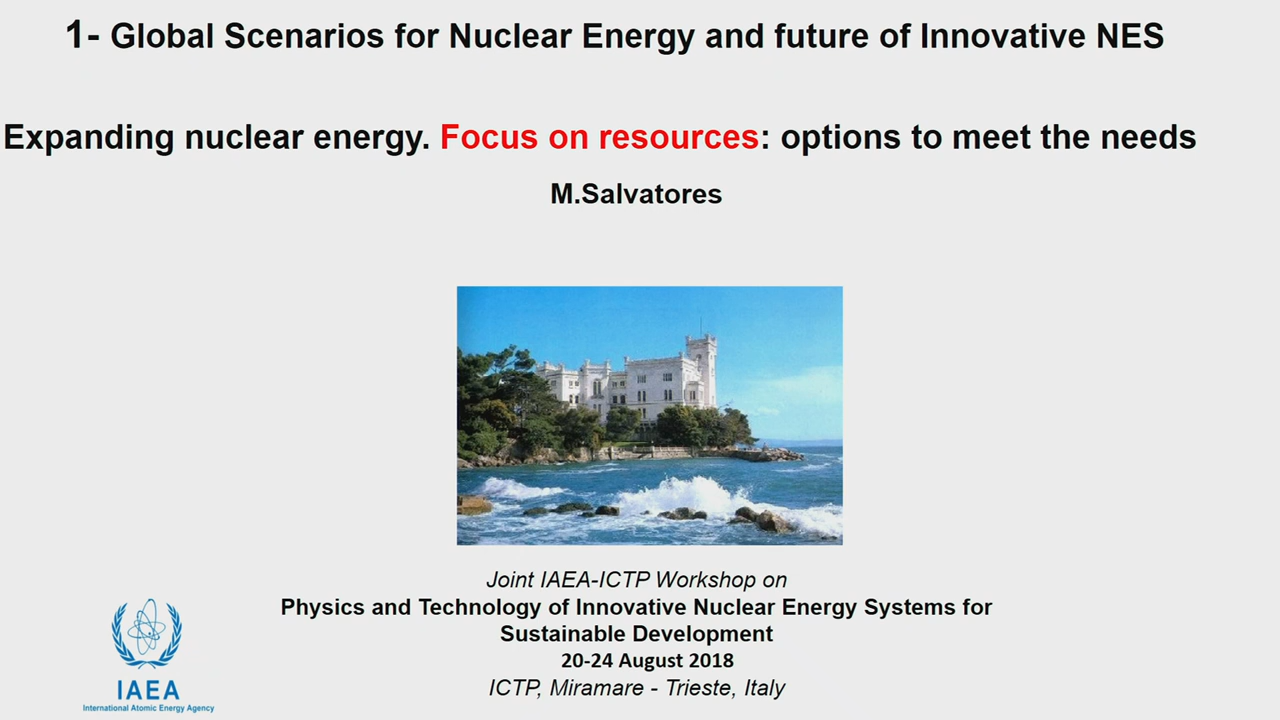 1- Global Scenarios for Nuclear Energy and future of Innovative NES
Expanding nuclear energy. Focus on resources: options to meet the needs
M.Salvatores
Joint IAEA-ICTP Workshop on
Physics and Technology of Innovative Nuclear Energy Systems for
Sustainable Development
20-24 August 2018
ICTP, Miramare - Trieste, Italy
IAEA
International Atomic Energy Agency